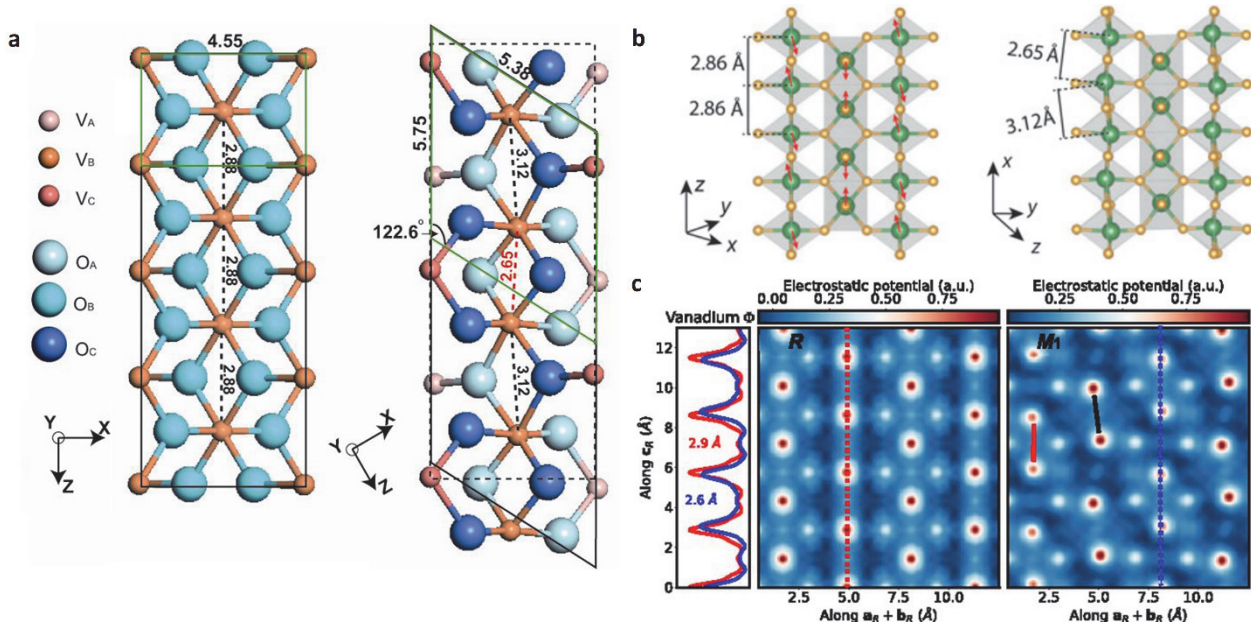 a
4.55
VA
VB
VC
OA
OB
OC
2.88
2.88
2.88
2.88
Y
X
Z
5.38
5.75
3.12
122.6°
2.65
3.12
Y
X
Z
b
2.86 Å
2.86 Å
z
y
x
2.65 Å
3.12 Å
x
y
z
c
Electrostatic potential (a.u.)
0.00 0.25 0.50 0.75
Electrostatic potential (a.u.)
0.25 0.50 0.75
Vanadium Φ
R
M1
12
10
8
6
4
2
0
Along cR (Å)
2.9 Å
2.6 Å
2.5 5.0 7.5 10.0
Along aR + bR (Å)
2.5 5.0 7.5 10.0
Along aR + bR (Å)